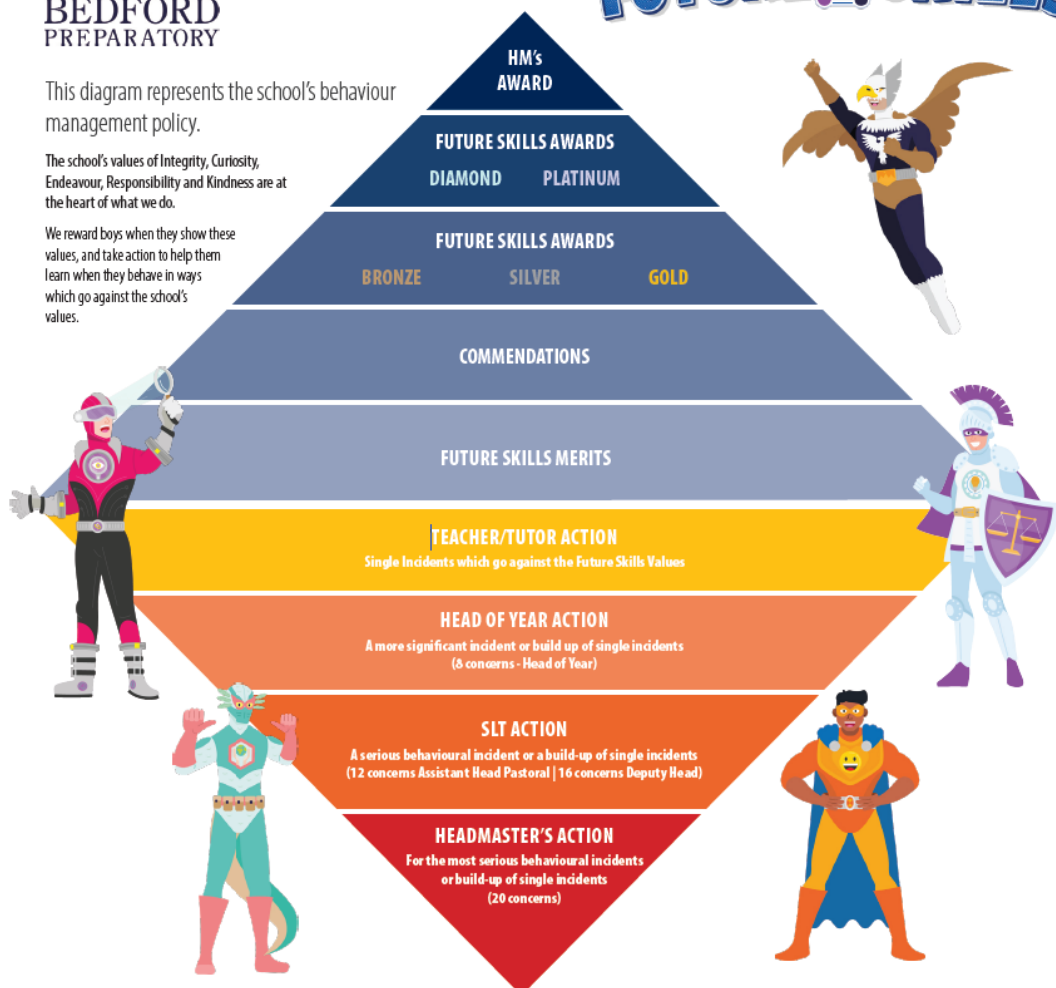 BEDFORD
PREPARATORY
This diagram represents the school's behaviour
management policy.
The school's values of Integrity, Curiosity,
Endeavour, Responsibility and Kindness are at
the heart of what we do.
We reward boys when they show these
values, and take action to help them
learn when they behave in ways
which go against the school's
values.
HM's
AWARD
FUTURE SKILLS AWARDS
DIAMOND PLATINUM
FUTURE SKILLS AWARDS
BRONZE SILVER GOLD
COMMENDATIONS
FUTURE SKILLS MERITS
TEACHER/TUTOR ACTION
Single Incidents which go against the Future Skills Values
HEAD OF YEAR ACTION
A more significant incident or build up of single incidents
(8 concerns - Head of Year)
SLT ACTION
A serious behavioural incident or a build-up of single incidents
(12 concerns Assistant Head Pastoral | 16 concerns Deputy Head)
HEADMASTER'S ACTION
For the most serious behavioural incidents
or build-up of single incidents
(20 concerns)